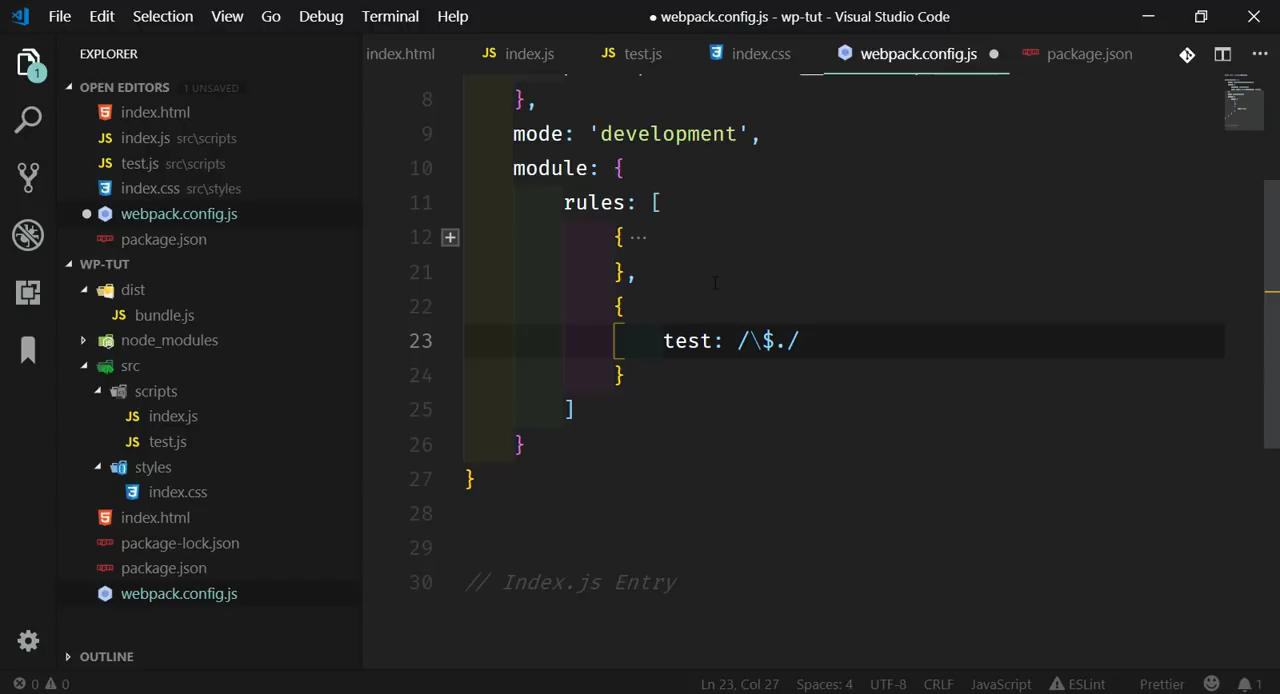 File Edit Selection View Go Debug Terminal Help
● webpack.config.js - wp-tut - Visual Studio Code
EXPLORER
index.html
JS index.js
JS test.js
index.css
webpack.config.js ●
package.json
1
OPEN EDITORS 1 UNSAVED
index.html
JS index.js src\scripts
JS test.js src\scripts
index.css src\styles
● webpack.config.js
package.json
WP-TUT
dist
JS bundle.js
node_modules
src
scripts
JS index.js
JS test.js
styles
index.css
index.html
package-lock.json
package.json
webpack.config.js
OUTLINE
8 },
9 mode: 'development',
10 module: {
11 rules: [
12 { ...
21 },
22 {
23 test: /\$./
24 }
25 ]
26 }
27 }
28
29
30 // Index.js Entry
0 0
Ln 23, Col 27 Spaces: 4 UTF-8 CRLF JavaScript ESLint Prettier 1